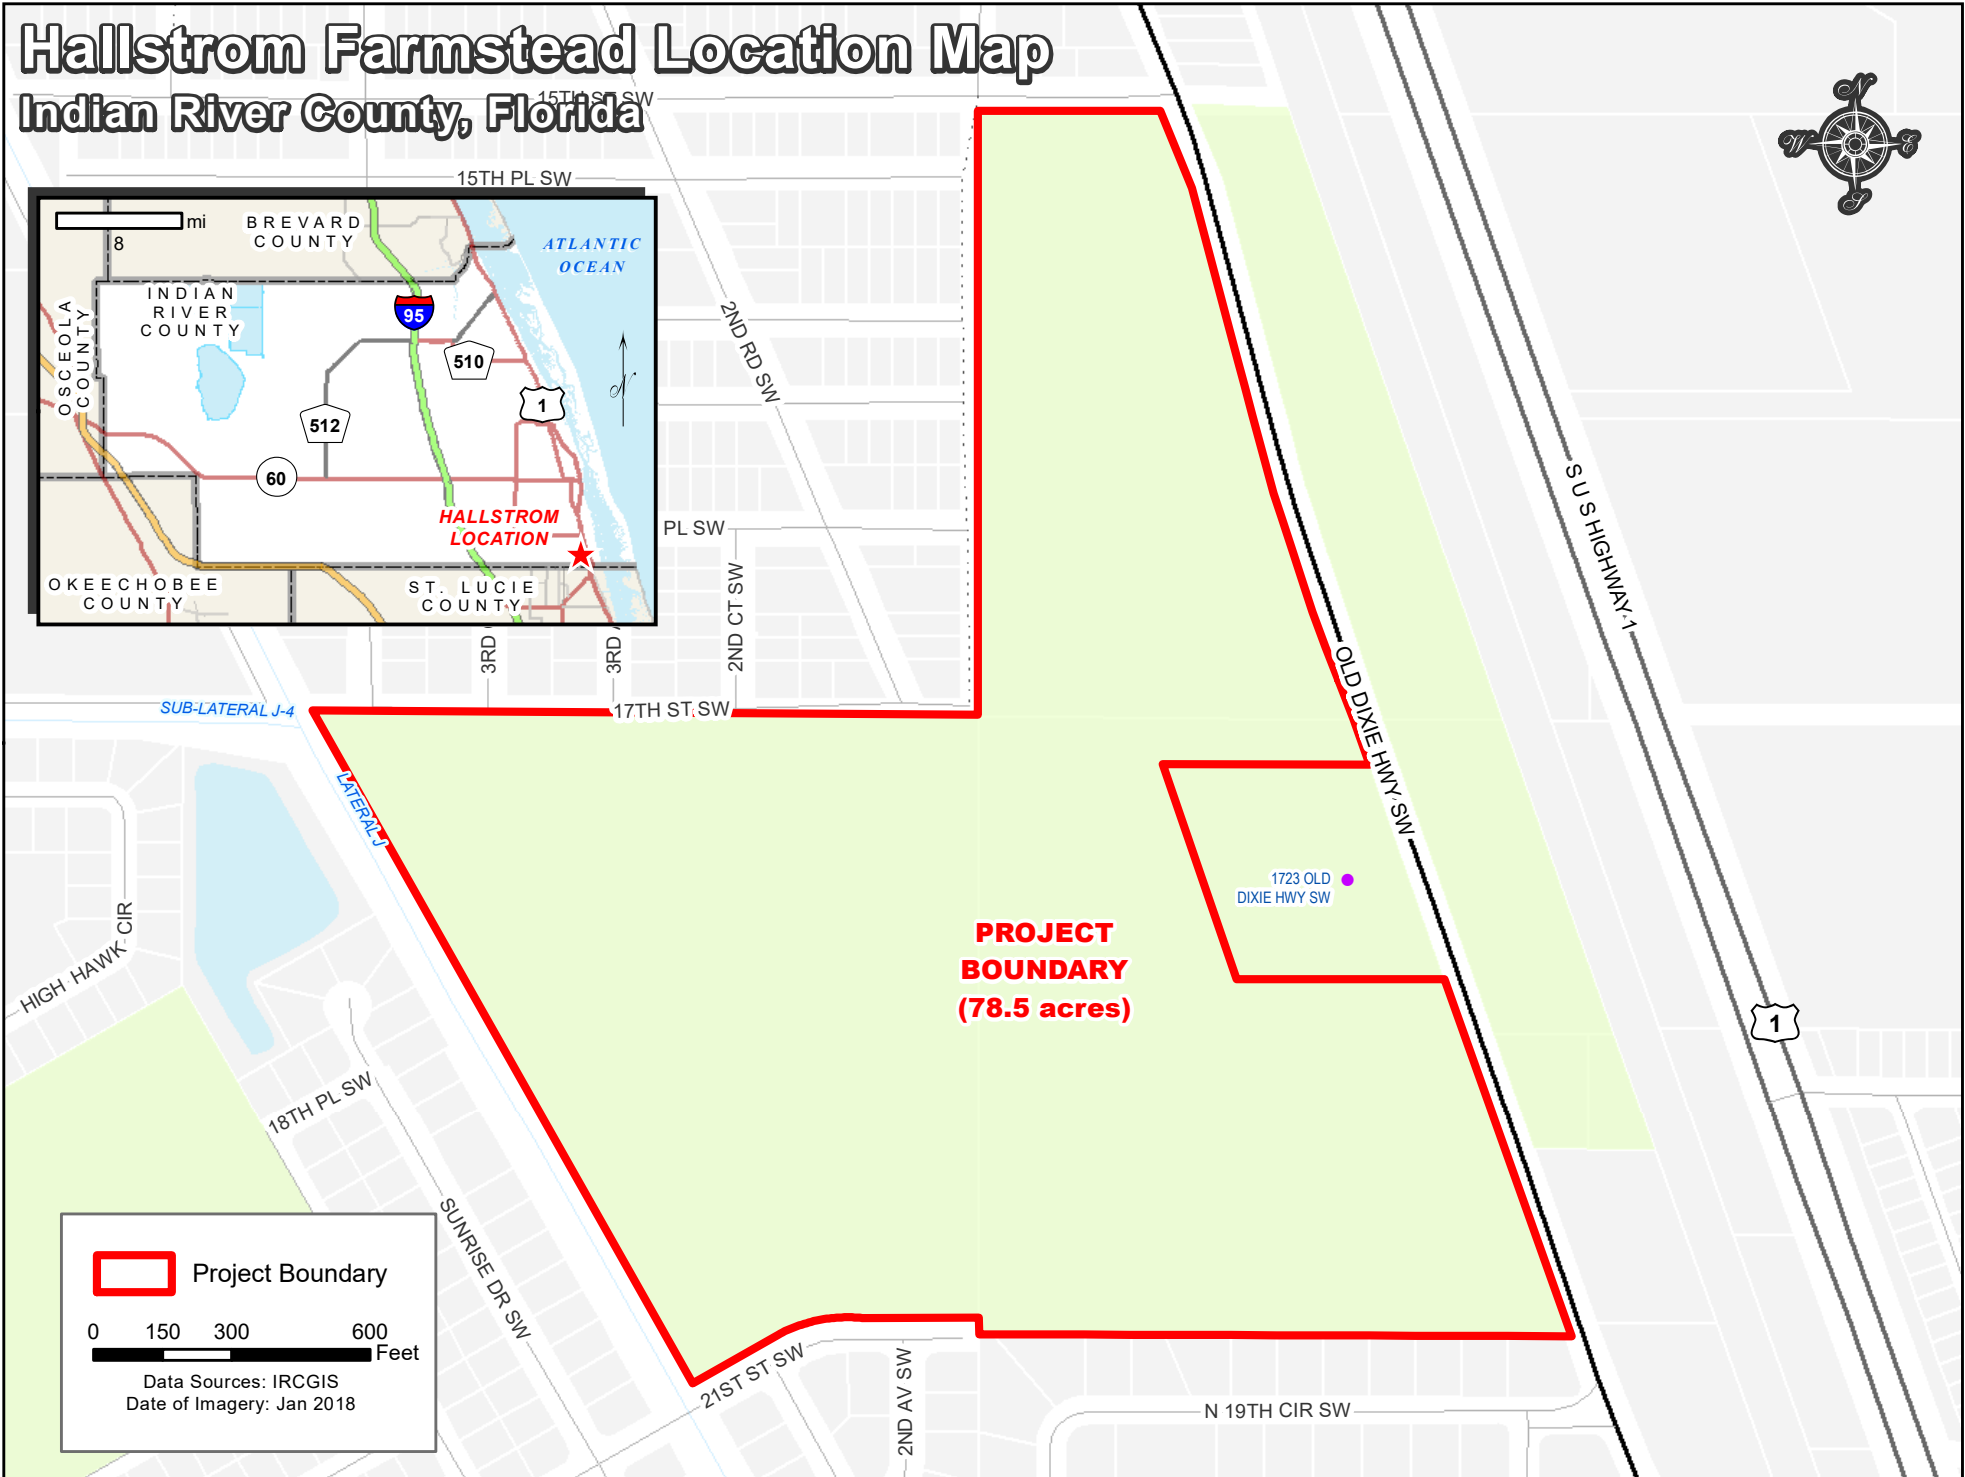 Hallstrom Farmstead Location Map
Indian River County, Florida
15TH ST SW
15TH PL SW
N
W
E
S
mi
8
BREVARD
COUNTY
ATLANTIC
OCEAN
INDIAN
RIVER
COUNTY
OSCEOLA
COUNTY
95
510
1
N
512
60
HALLSTROM
LOCATION
OKEECHOBEE
COUNTY
ST. LUCIE
COUNTY
2ND RD SW
PL SW
2ND CT SW
3RD
3RD
S U S HIGHWAY 1
OLD DIXIE HWY SW
SUB-LATERAL J-4
17TH ST SW
LATERAL J
1723 OLD
DIXIE HWY SW
PROJECT
BOUNDARY
(78.5 acres)
HIGH HAWK CIR
1
18TH PL SW
SUNRISE DR SW
21ST ST SW
2ND AV SW
N 19TH CIR SW
Project Boundary
0 150 300 600
Feet
Data Sources: IRCGIS
Date of Imagery: Jan 2018